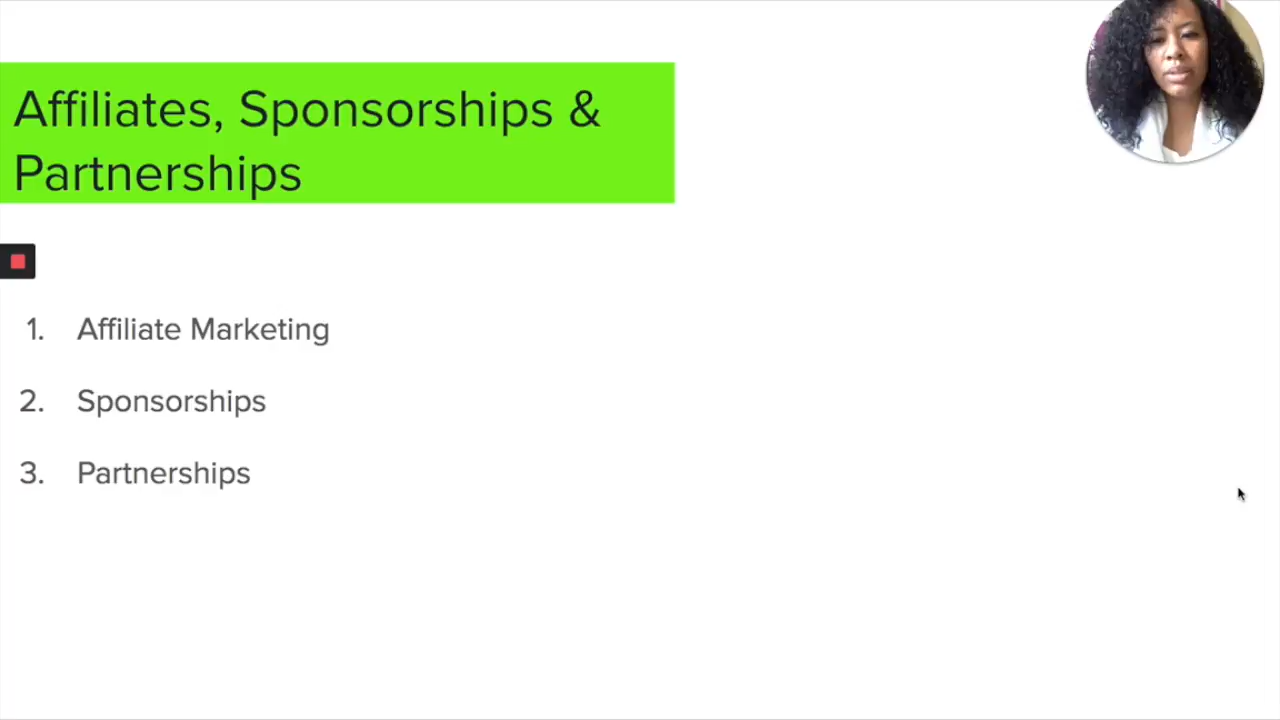 Affiliates, Sponsorships &
Partnerships
1. Affiliate Marketing
2. Sponsorships
3. Partnerships